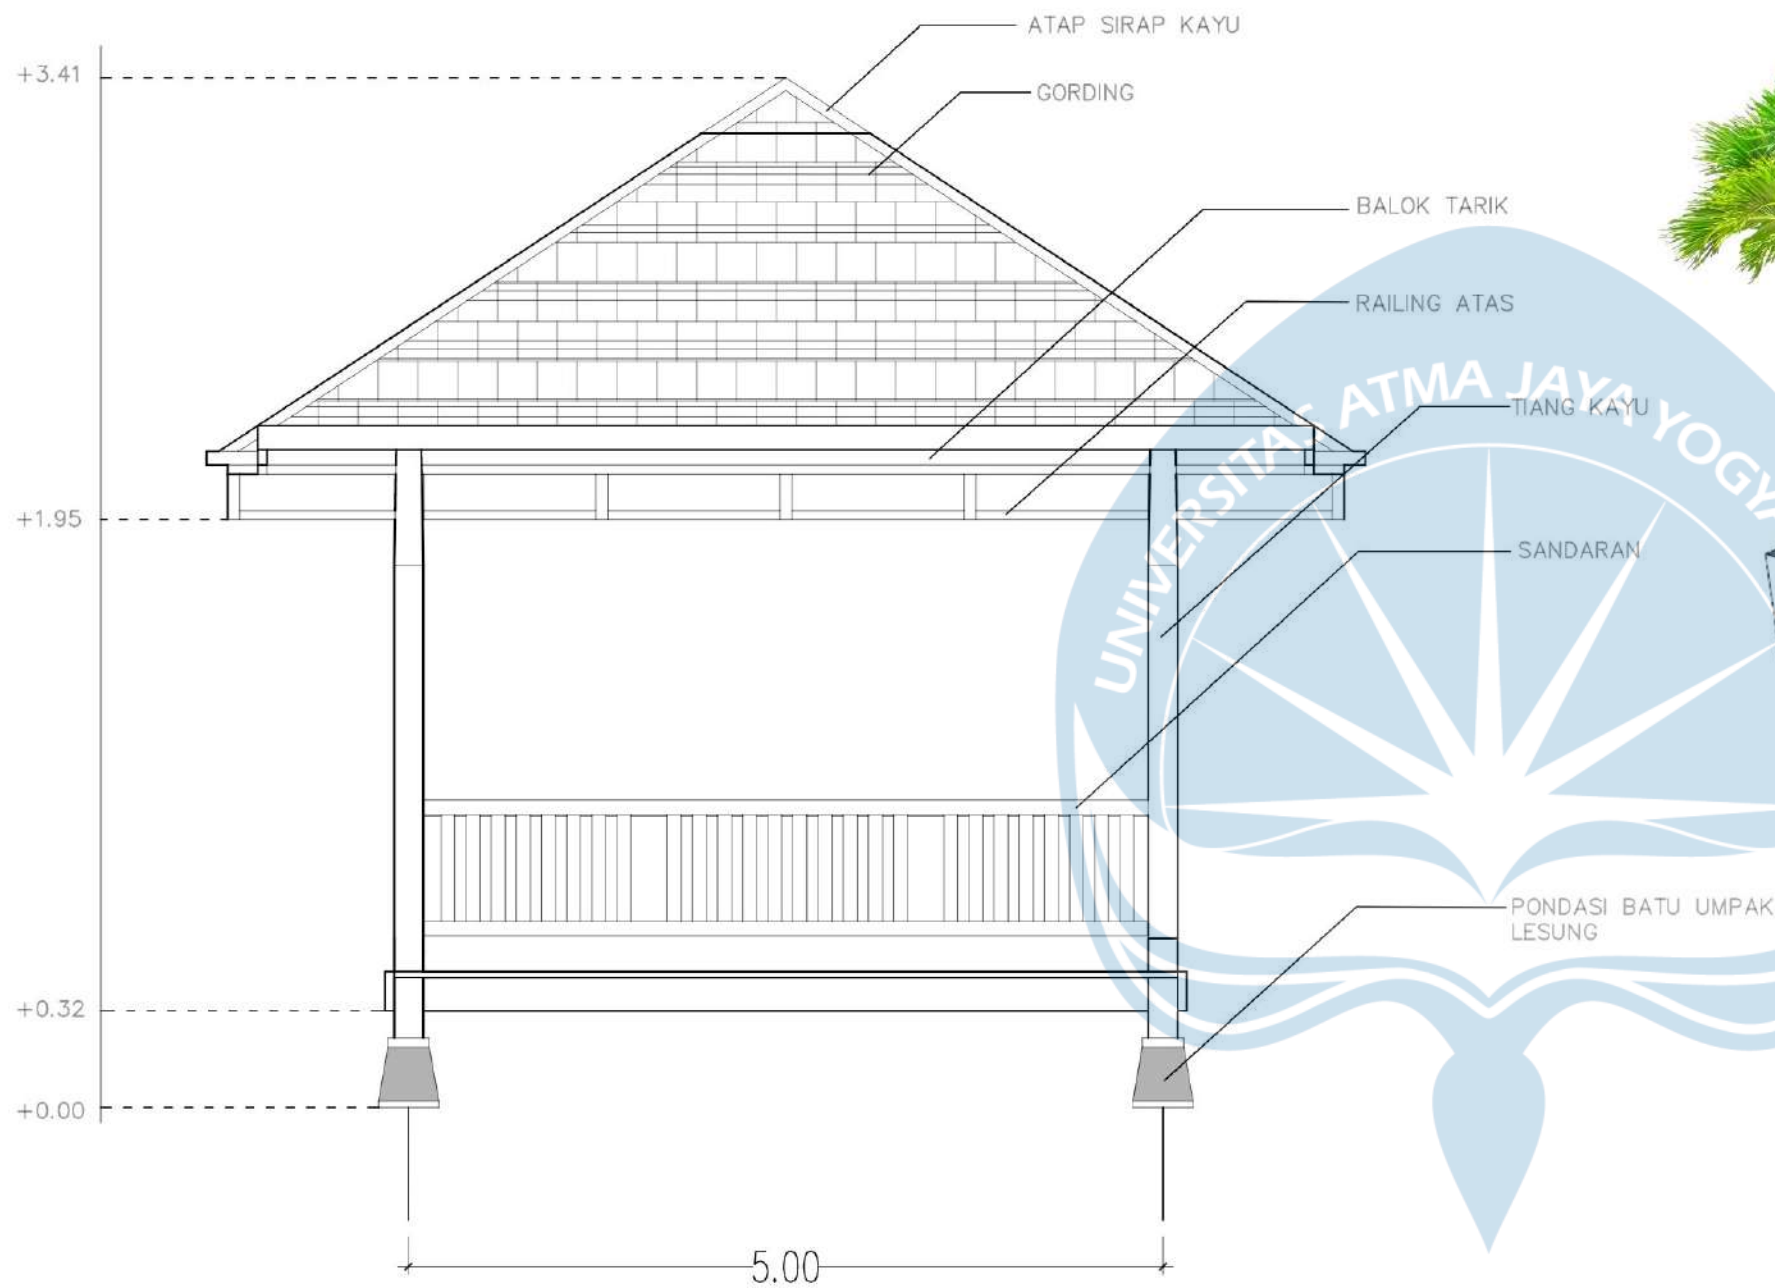 ATAP SIRAP KAYU
+3.41
GORDING
BALOK TARIK
RAILING ATAS
TIANG KAYU
UNIVERSITAS ATMA JAYA
+1.95
SANDARAN
PONDASI BATU UMPAK
LESUNG
+0.32
+0.00
5.00